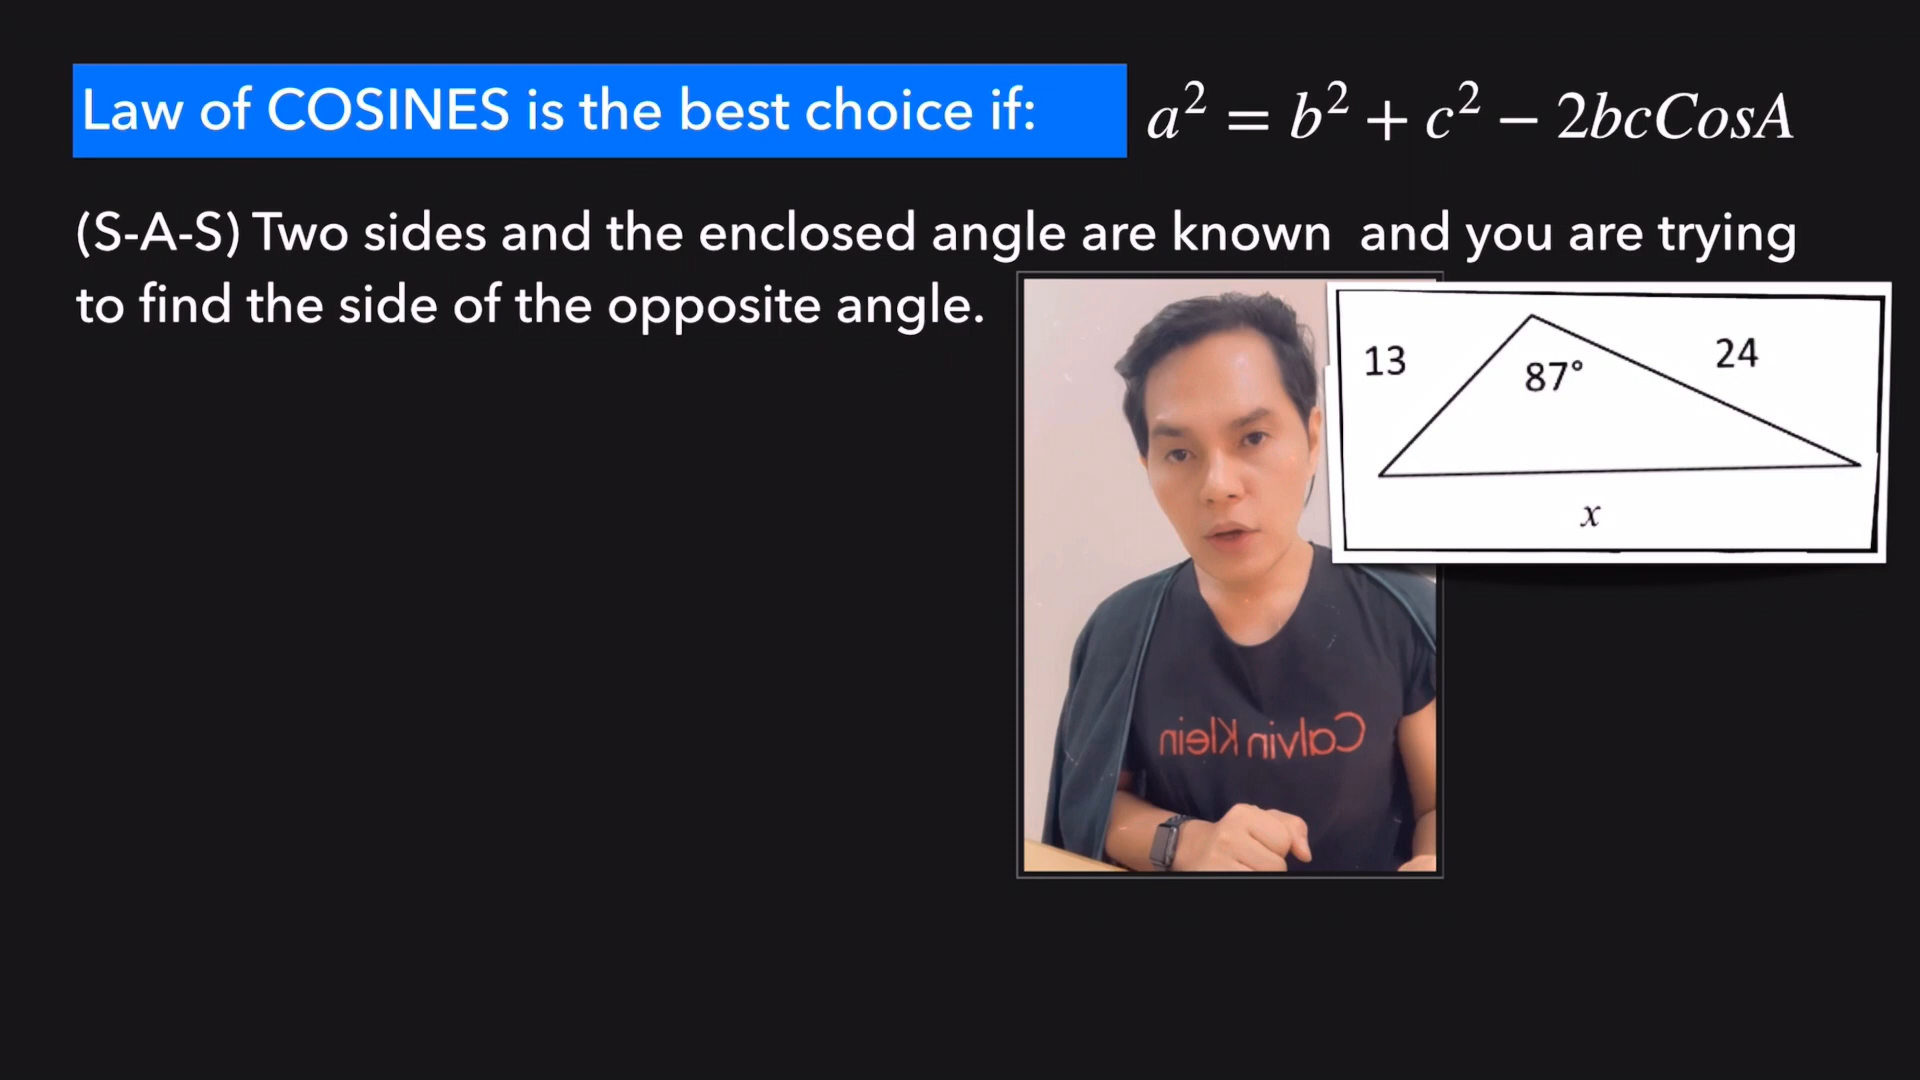 Law of COSINES is the best choice if:
a² = b² + c² − 2bcCosA
(S-A-S) Two sides and the enclosed angle are known and you are trying
to find the side of the opposite angle.
13
87°
24
x
Calvin Klein